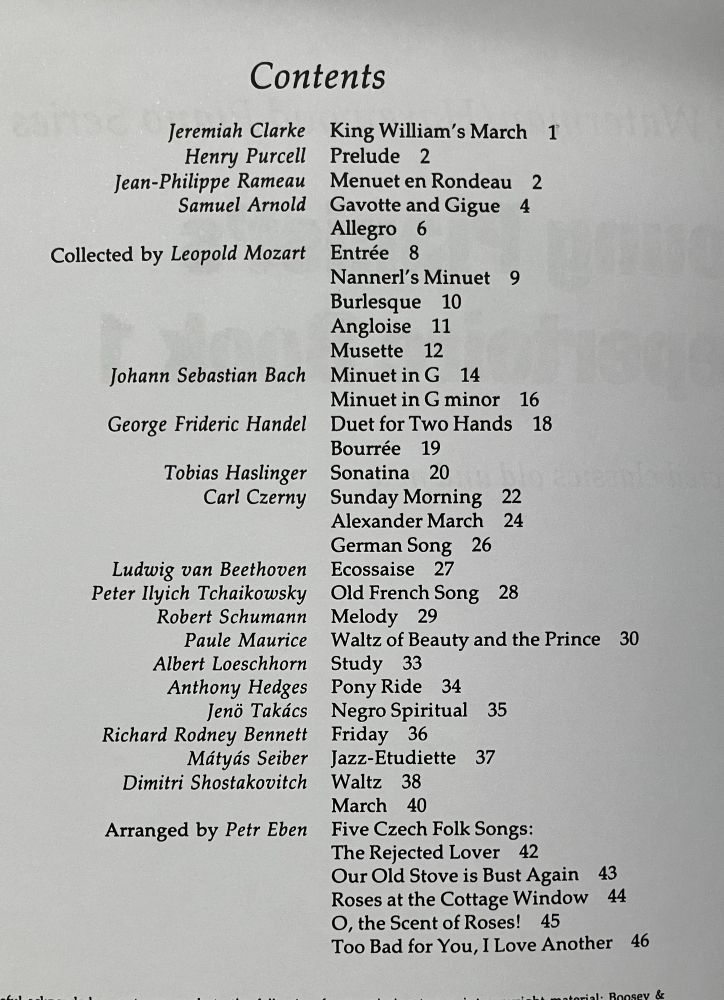 Contents
Jeremiah Clarke King William's March 1
Henry Purcell Prelude 2
Jean-Philippe Rameau Menuet en Rondeau 2
Samuel Arnold Gavotte and Gigue 4
Allegro 6
Collected by Leopold Mozart Entrée 8
Nannerl's Minuet 9
Burlesque 10
Angloise 11
Musette 12
Johann Sebastian Bach Minuet in G 14
Minuet in G minor 16
George Frideric Handel Duet for Two Hands 18
Bourrée 19
Tobias Haslinger Sonatina 20
Carl Czerny Sunday Morning 22
Alexander March 24
German Song 26
Ludwig van Beethoven Ecossaise 27
Peter Ilyich Tchaikowsky Old French Song 28
Robert Schumann Melody 29
Paule Maurice Waltz of Beauty and the Prince 30
Albert Loeschhorn Study 33
Anthony Hedges Pony Ride 34
Jenö Takács Negro Spiritual 35
Richard Rodney Bennett Friday 36
Mátyás Seiber Jazz-Etudiette 37
Dimitri Shostakovitch Waltz 38
March 40
Arranged by Petr Eben Five Czech Folk Songs:
The Rejected Lover 42
Our Old Stove is Bust Again 43
Roses at the Cottage Window 44
O, the Scent of Roses! 45
Too Bad for You, I Love Another 46
material: Boosey &